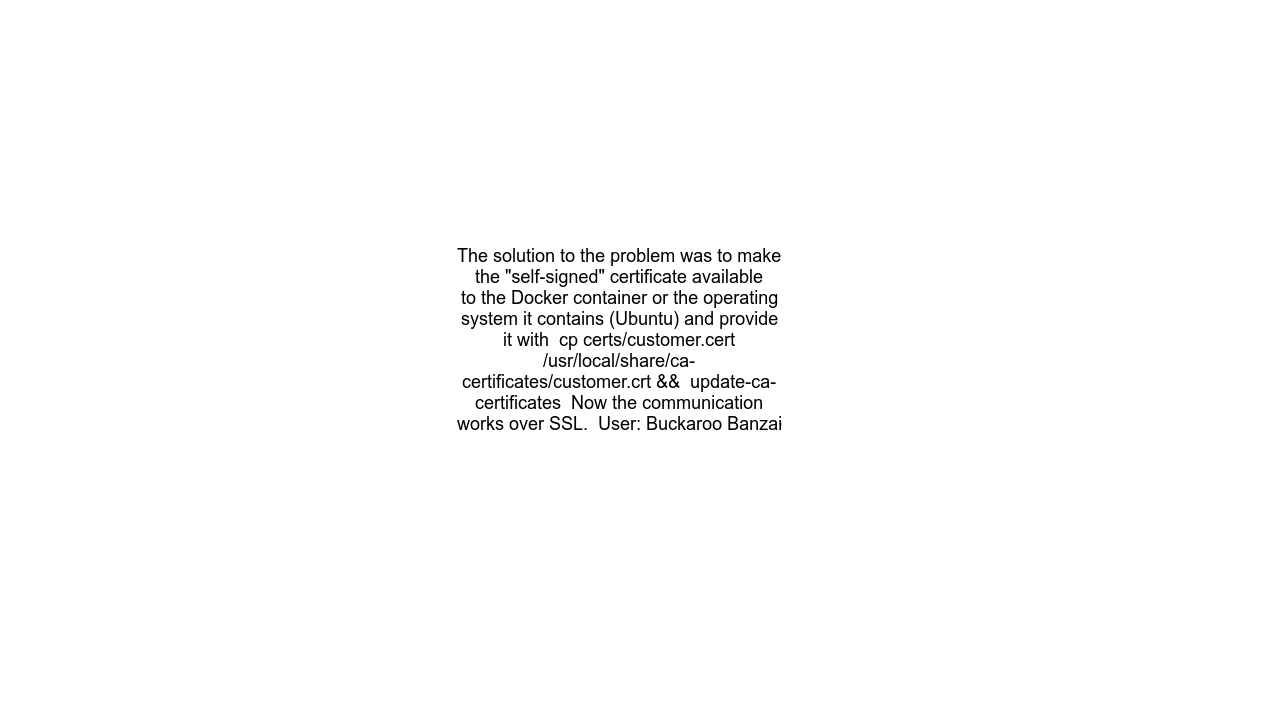 The solution to the problem was to make
the "self-signed" certificate available
to the Docker container or the operating
system it contains (Ubuntu) and provide
it with  cp certs/customer.cert
/usr/local/share/ca-
certificates/customer.crt &&  update-ca-
certificates  Now the communication
works over SSL.  User: Buckaroo Banzai